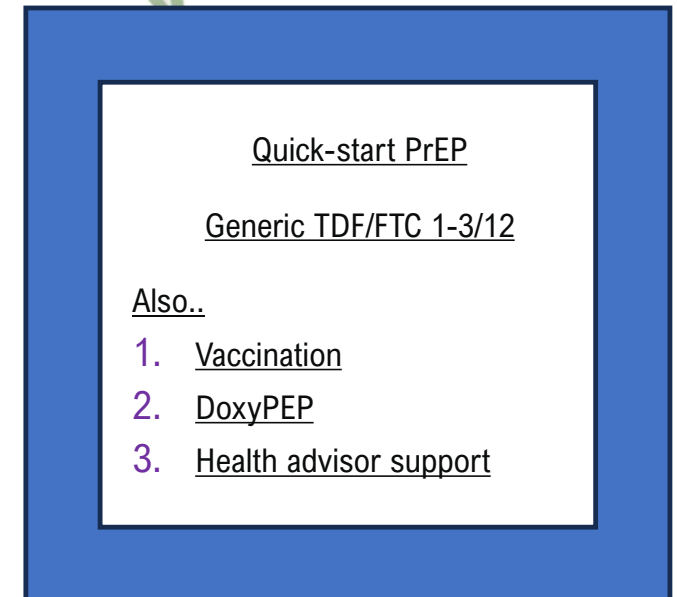 Quick-start PrEP
Generic TDF/FTC 1-3/12
Also..
1. Vaccination
2. DoxyPEP
3. Health advisor support